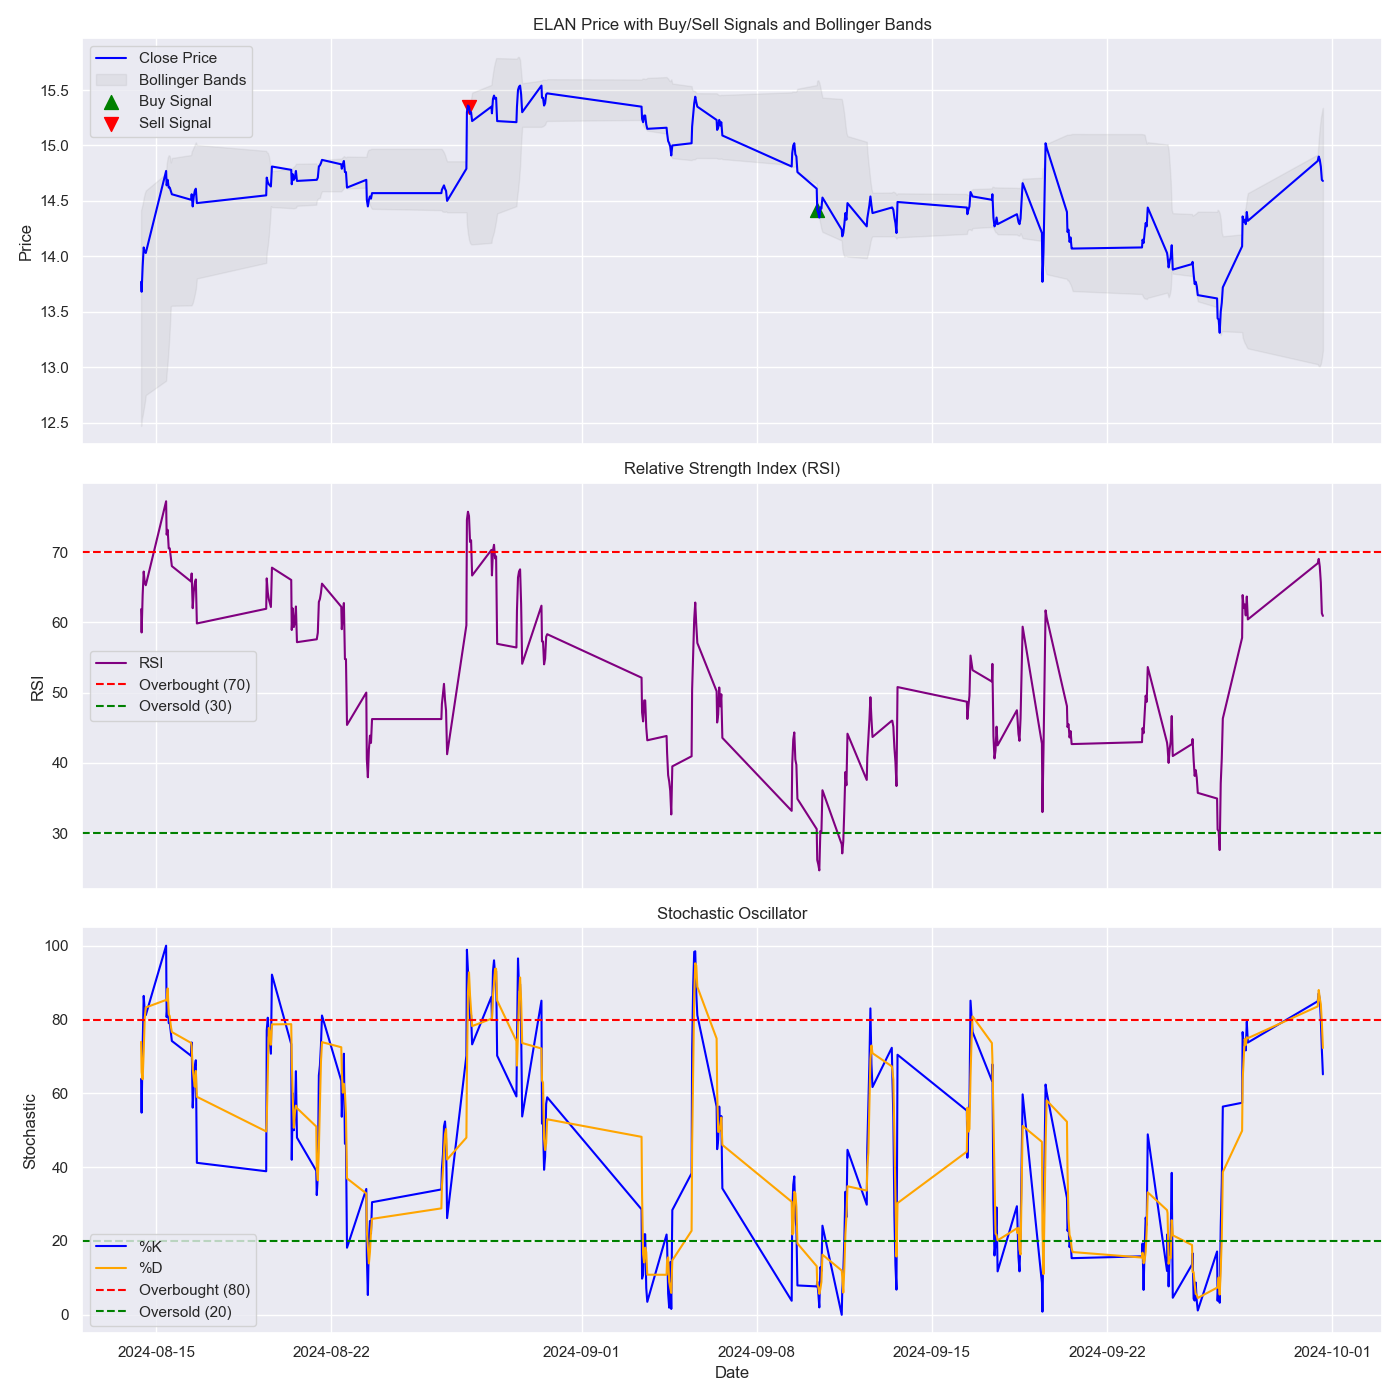 ELAN Price with Buy/Sell Signals and Bollinger Bands
Close Price
Bollinger Bands
Buy Signal
Sell Signal
Price
15.5
15.0
14.5
14.0
13.5
13.0
12.5
Relative Strength Index (RSI)
RSI
70
60
50
40
30
RSI
Overbought (70)
Oversold (30)
Stochastic Oscillator
Stochastic
100
80
60
40
20
0
%K
%D
Overbought (80)
Oversold (20)
2024-08-15
2024-08-22
2024-09-01
2024-09-08
2024-09-15
2024-09-22
2024-10-01
Date